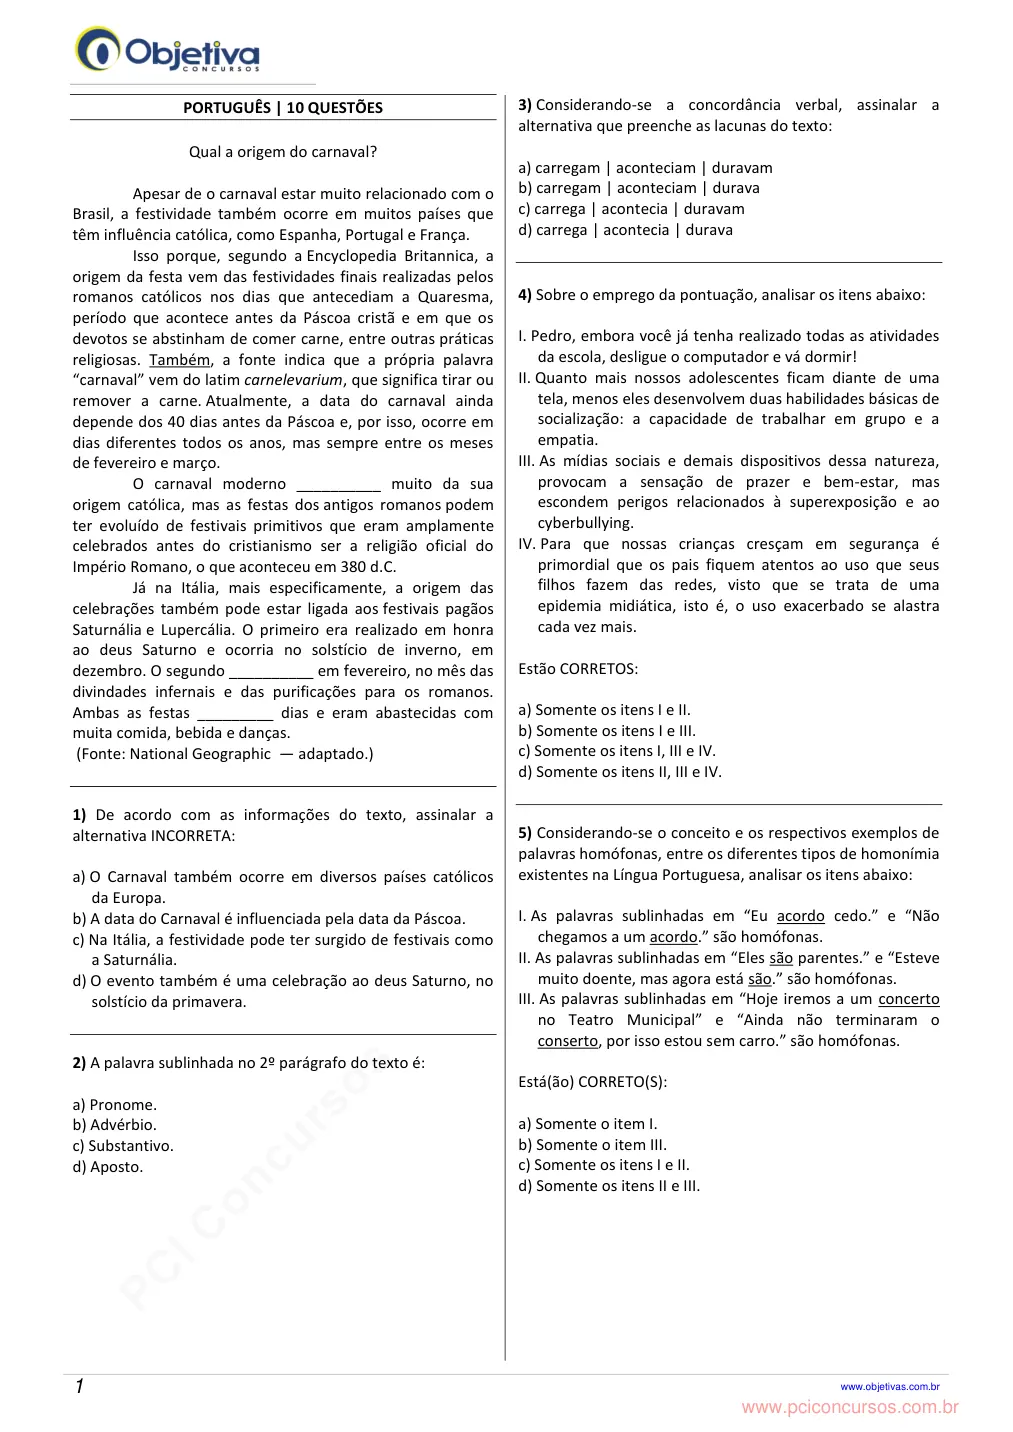 Objetiva
CONCURSOS
PORTUGUÊS | 10 QUESTÕES
Qual a origem do carnaval?
Apesar de o carnaval estar muito relacionado com o
Brasil, a festividade também ocorre em muitos países que
têm influência católica, como Espanha, Portugal e França.
Isso porque, segundo a Encyclopedia Britannica, a
origem da festa vem das festividades finais realizadas pelos
romanos católicos nos dias que antecediam a Quaresma,
período que acontece antes da Páscoa cristã e em que os
devotos se abstinham de comer carne, entre outras práticas
religiosas. Também, a fonte indica que a própria palavra
“carnaval” vem do latim carnelevarium, que significa tirar ou
remover a carne. Atualmente, a data do carnaval ainda
depende dos 40 dias antes da Páscoa e, por isso, ocorre em
dias diferentes todos os anos, mas sempre entre os meses
de fevereiro e março.
O carnaval moderno __________ muito da sua
origem católica, mas as festas dos antigos romanos podem
ter evoluído de festivais primitivos que eram amplamente
celebrados antes do cristianismo ser a religião oficial do
Império Romano, o que aconteceu em 380 d.C.
Já na Itália, mais especificamente, a origem das
celebrações também pode estar ligada aos festivais pagãos
Saturnália e Lupercália. O primeiro era realizado em honra
ao deus Saturno e ocorria no solstício de inverno, em
dezembro. O segundo __________ em fevereiro, no mês das
divindades infernais e das purificações para os romanos.
Ambas as festas _________ dias e eram abastecidas com
muita comida, bebida e danças.
(Fonte: National Geographic — adaptado.)
1) De acordo com as informações do texto, assinalar a
alternativa INCORRETA:
a) O Carnaval também ocorre em diversos países católicos
da Europa.
b) A data do Carnaval é influenciada pela data da Páscoa.
c) Na Itália, a festividade pode ter surgido de festivais como
a Saturnália.
d) O evento também é uma celebração ao deus Saturno, no
solstício da primavera.
2) A palavra sublinhada no 2º parágrafo do texto é:
a) Pronome.
b) Advérbio.
c) Substantivo.
d) Aposto.
3) Considerando-se a concordância verbal, assinalar a
alternativa que preenche as lacunas do texto:
a) carregam | aconteciam | duravam
b) carregam | aconteciam | durava
c) carrega | acontecia | duravam
d) carrega | acontecia | durava
4) Sobre o emprego da pontuação, analisar os itens abaixo:
I. Pedro, embora você já tenha realizado todas as atividades
da escola, desligue o computador e vá dormir!
II. Quanto mais nossos adolescentes ficam diante de uma
tela, menos eles desenvolvem duas habilidades básicas de
socialização: a capacidade de trabalhar em grupo e a
empatia.
III. As mídias sociais e demais dispositivos dessa natureza,
provocam a sensação de prazer e bem-estar, mas
escondem perigos relacionados à superexposição e ao
cyberbullying.
IV. Para que nossas crianças cresçam em segurança é
primordial que os pais fiquem atentos ao uso que seus
filhos fazem das redes, visto que se trata de uma
epidemia midiática, isto é, o uso exacerbado se alastra
cada vez mais.
Estão CORRETOS:
a) Somente os itens I e II.
b) Somente os itens I e III.
c) Somente os itens I, III e IV.
d) Somente os itens II, III e IV.
5) Considerando-se o conceito e os respectivos exemplos de
palavras homófonas, entre os diferentes tipos de homonímia
existentes na Língua Portuguesa, analisar os itens abaixo:
I. As palavras sublinhadas em “Eu acordo cedo.” e “Não
chegamos a um acordo.” são homófonas.
II. As palavras sublinhadas em “Eles são parentes.” e “Esteve
muito doente, mas agora está são.” são homófonas.
III. As palavras sublinhadas em “Hoje iremos a um concerto
no Teatro Municipal” e “Ainda não terminaram o
conserto, por isso estou sem carro.” são homófonas.
Está(ão) CORRETO(S):
a) Somente o item I.
b) Somente o item III.
c) Somente os itens I e II.
d) Somente os itens II e III.
PCI Concursos
1
www.objetivas.com.br
www.pciconcursos.com.br